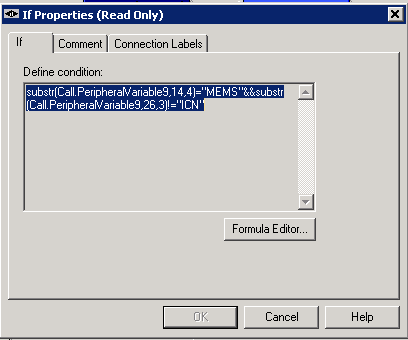 If Properties (Read Only)
If
Comment
Connection Labels
Define condition:
substr(Call.PeripheralVariable9,14,4)="MEMS"&&substr
(Call.PeripheralVariable9,26,3)!="ICN"
Formula Editor...
OK
Cancel
Help